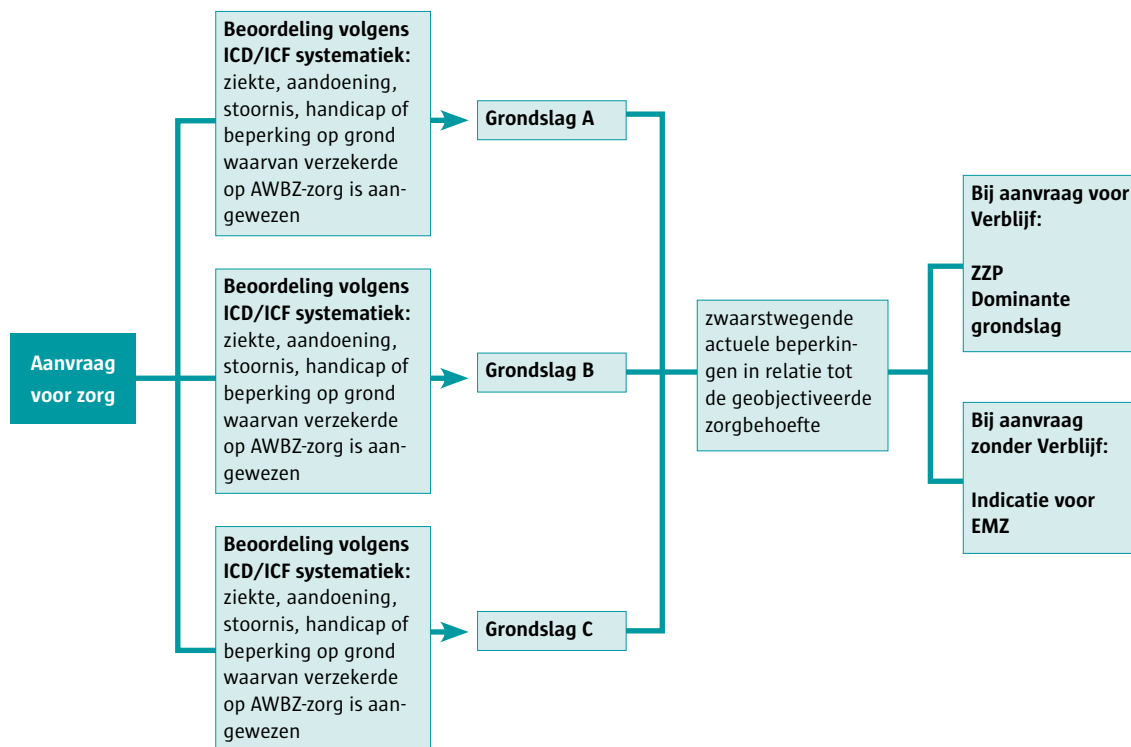 Aanvraag
voor zorg
Beoordeling volgens
ICD/ICF systematiek:
ziekte, aandoening,
stoornis, handicap of
beperking op grond
waarvan verzekerde
op AWBZ-zorg is aan-
gewezen
Grondslag A
Beoordeling volgens
ICD/ICF systematiek:
ziekte, aandoening,
stoornis, handicap of
beperking op grond
waarvan verzekerde
op AWBZ-zorg is aan-
gewezen
Grondslag B
Beoordeling volgens
ICD/ICF systematiek:
ziekte, aandoening,
stoornis, handicap of
beperking op grond
waarvan verzekerde
op AWBZ-zorg is aan-
gewezen
Grondslag C
zwaarstwegende
actuele beperkin-
gen in relatie tot
de geobjectiveerde
zorgbehoefte
Bij aanvraag voor
Verblijf:
ZZP
Dominante
grondslag
Bij aanvraag
zonder Verblijf:
Indicatie voor
EMZ